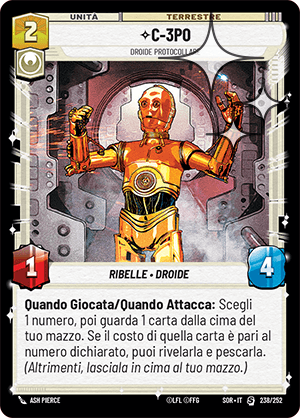 UNITÀ
TERRESTRE
2
C-3PO
DROIDE PROTOCOLLARE
1
RIBELLE • DROIDE
4
Quando Giocata/Quando Attacca: Scegli
1 numero, poi guarda 1 carta dalla cima del
tuo mazzo. Se il costo di quella carta è pari al
numero dichiarato, puoi rivelarla e pescarla.
(Altrimenti, lasciala in cima al tuo mazzo.)
ASH PIERCE
©LFL ©FFG
SOR • IT
238/252